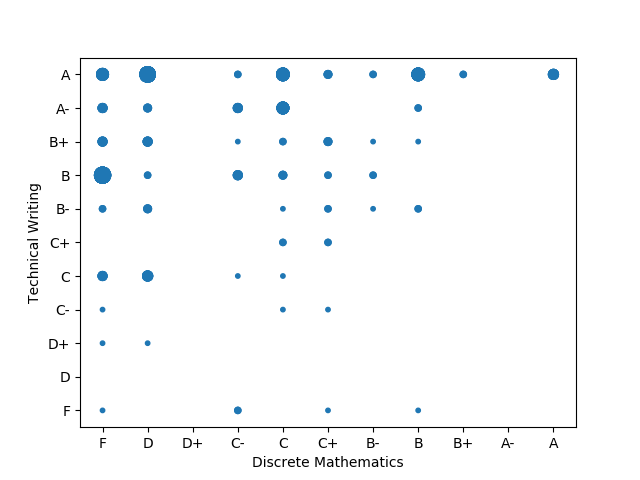 A
A-
B+
B
B-
C+
C
C-
D+
D
F
Technical Writing
F D D+ C- C C+ B- B B+ A- A
Discrete Mathematics